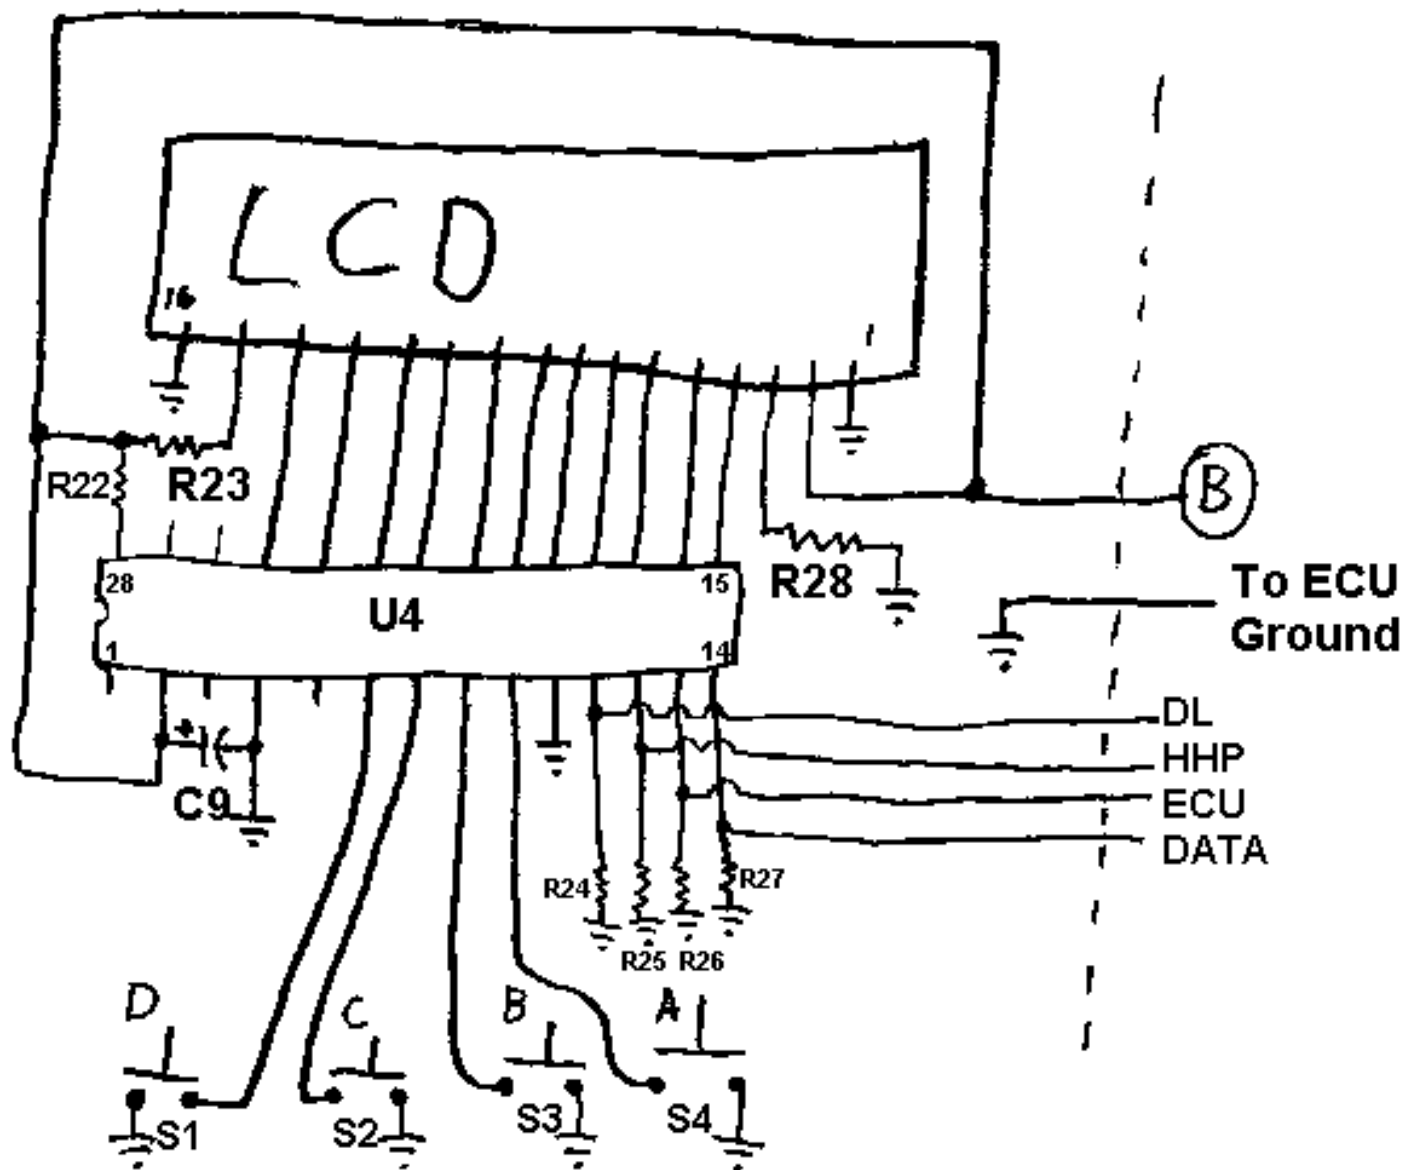 LCD
16
R22
R23
B
28
15
R28
U4
To ECU
Ground
1
14
DL
+
C9
HHP
ECU
DATA
R24
R27
R25
R26
D
C
B
A
S1
S2
S3
S4